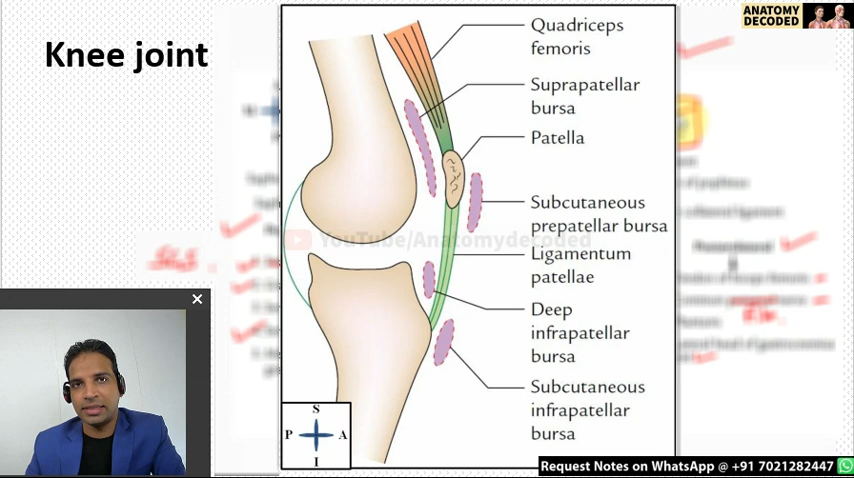 Knee joint
ANATOMY
DECODED
Quadriceps
femoris
Suprapatellar
bursa
Patella
Subcutaneous
prepatellar bursa
YouTube/Anatomydecoded
Ligamentum
patellae
Deep
infrapatellar
bursa
Subcutaneous
infrapatellar
bursa
S
P
A
I
Request Notes on WhatsApp @ +91 7021282447